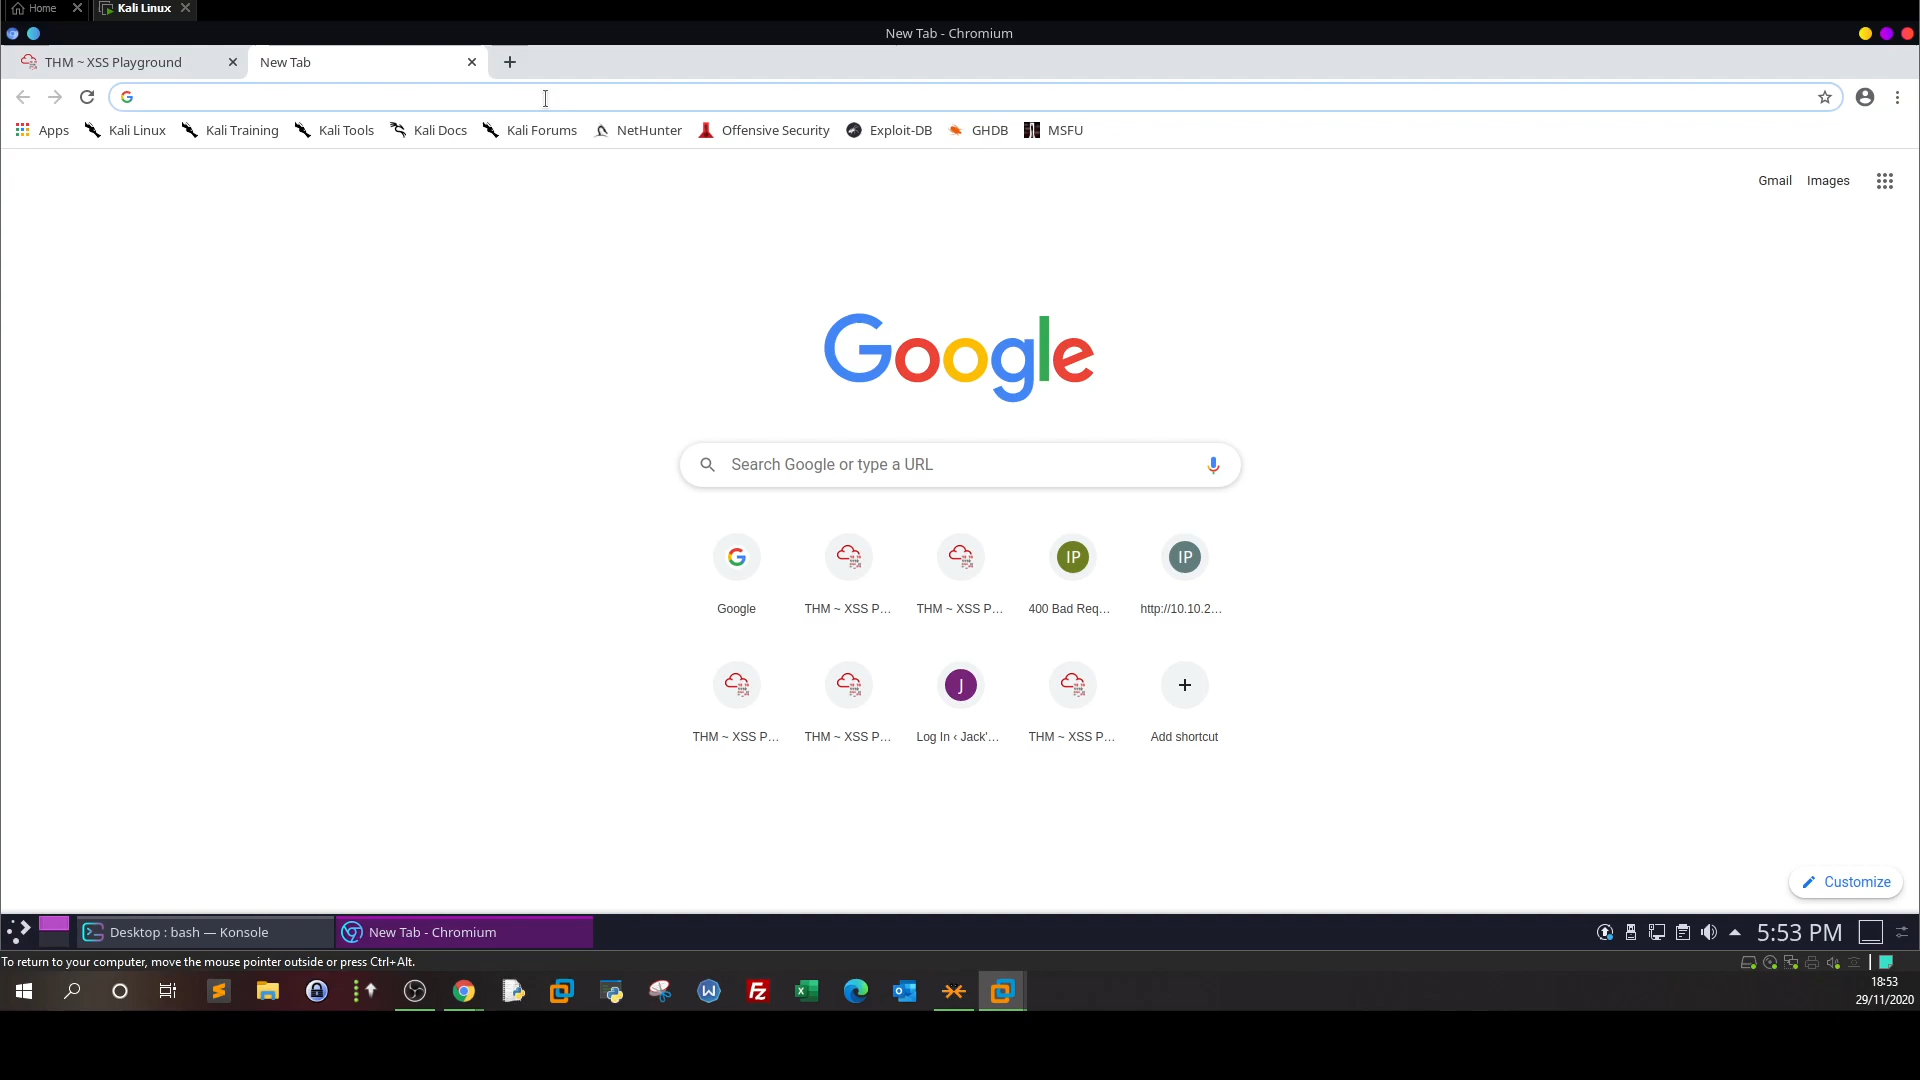 Home
Kali Linux
New Tab - Chromium
THM ~ XSS Playground
New Tab
Apps
Kali Linux
Kali Training
Kali Tools
Kali Docs
Kali Forums
NetHunter
Offensive Security
Exploit-DB
GHDB
MSFU
Gmail
Images
Google
Search Google or type a URL
IP
IP
Google
THM ~ XSS P...
THM ~ XSS P...
400 Bad Req...
http://10.10.2...
J
THM ~ XSS P...
THM ~ XSS P...
Log In ‹ Jack'...
THM ~ XSS P...
Add shortcut
Customize
Desktop : bash — Konsole
New Tab - Chromium
5:53 PM
To return to your computer, move the mouse pointer outside or press Ctrl+Alt.
18:53
29/11/2020